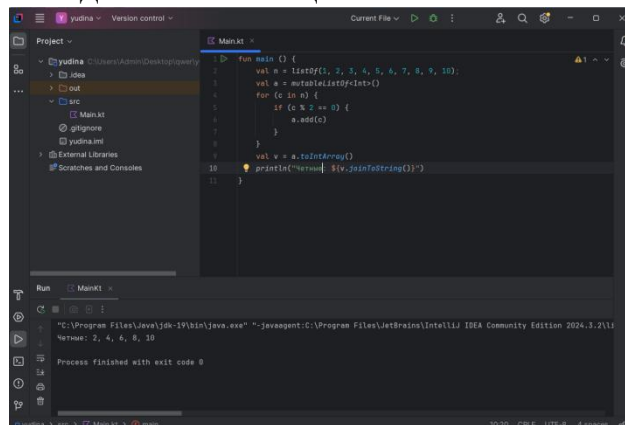 yudina
Version control
Current File
Project
Main.kt
yudina C:\Users\Admin\Desktop\qwer\y
.idea
out
src
Main.kt
.gitignore
yudina.iml
External Libraries
Scratches and Consoles
1 fun main () {
2 val n = listOf(1, 2, 3, 4, 5, 6, 7, 8, 9, 10);
3 val a = mutableListOf<Int>()
4 for (c in n) {
5 if (c % 2 == 0) {
6 a.add(c)
7 }
8 }
9 val v = a.toIntArray()
10 println("Четные: ${v.joinToString()}")
11 }
1
Run
MainKt
"C:\Program Files\Java\jdk-19\bin\java.exe" "-javaagent:C:\Program Files\JetBrains\IntelliJ IDEA Community Edition 2024.3.2\li
Четные: 2, 4, 6, 8, 10
Process finished with exit code 0
yudina > src > Main.kt > main
10:20 CRLF UTF-8 4 spaces